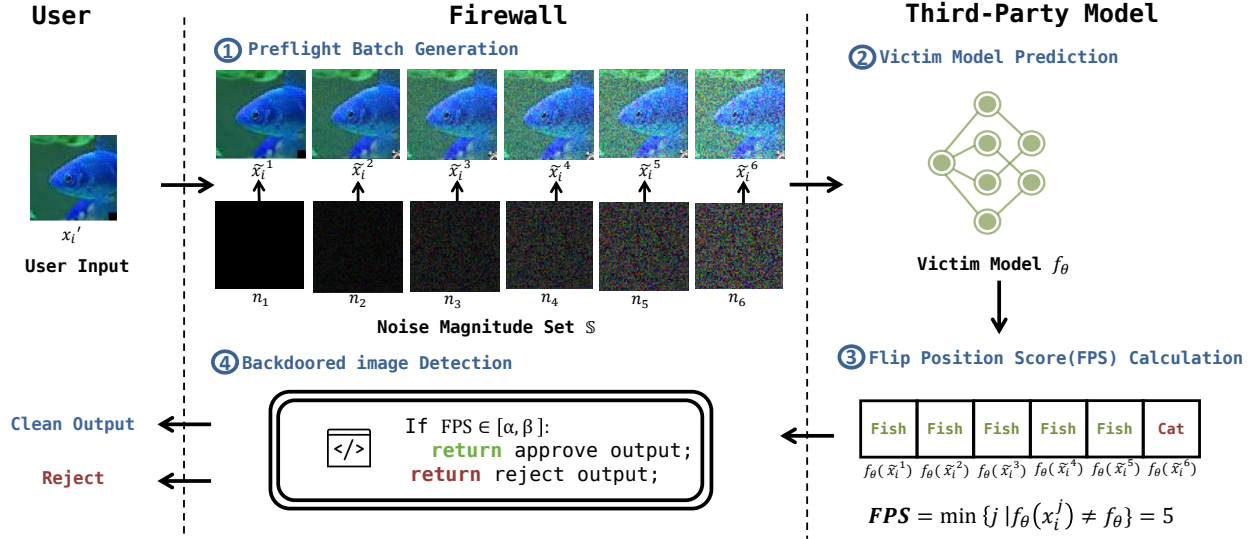 User
Firewall
Third-Party Model
① Preflight Batch Generation
② Victim Model Prediction
x̃ᵢ¹ x̃ᵢ² x̃ᵢ³ x̃ᵢ⁴ x̃ᵢ⁵ x̃ᵢ⁶
xᵢ′
User Input
n₁ n₂ n₃ n₄ n₅ n₆
Noise Magnitude Set 𝕊
Victim Model f_θ
④ Backdoored image Detection
③ Flip Position Score(FPS) Calculation
Clean Output
Reject
</>
If FPS ∈ [α, β]:
return approve output;
return reject output;
Fish Fish Fish Fish Fish Cat
f_θ(x̃ᵢ¹) f_θ(x̃ᵢ²) f_θ(x̃ᵢ³) f_θ(x̃ᵢ⁴) f_θ(x̃ᵢ⁵) f_θ(x̃ᵢ⁶)
FPS = min {j |f_θ(xᵢʲ) ≠ f_θ} = 5